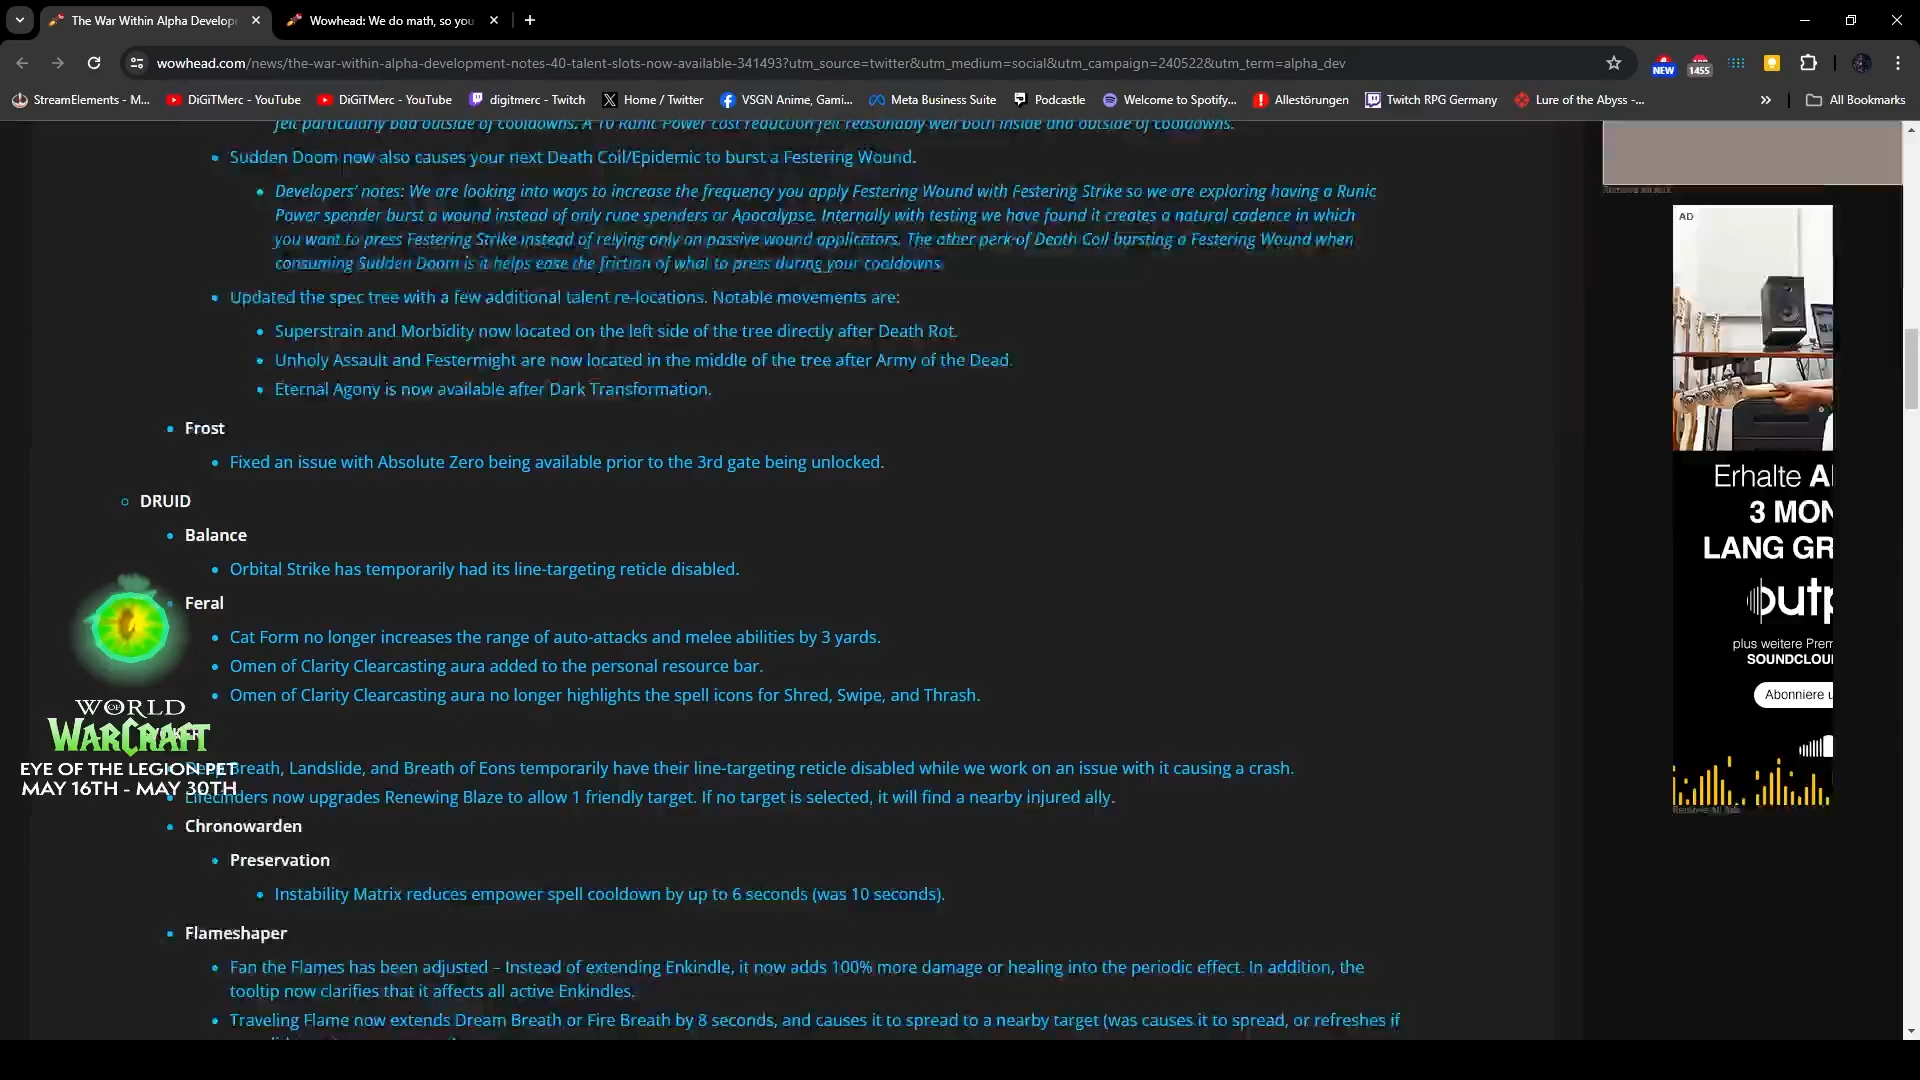 The War Within Alpha Develop
Wowhead: We do math, so you
wowhead.com/news/the-war-within-alpha-development-notes-40-talent-slots-now-available-341493?utm_source=twitter&utm_medium=social&utm_campaign=240522&utm_term=alpha_dev
NEW
1455
StreamElements - M...
DiGiTMerc - YouTube
DiGiTMerc - YouTube
digitmerc - Twitch
Home / Twitter
VSGN Anime, Gami...
Meta Business Suite
Podcastle
Welcome to Spotify...
Allestörungen
Twitch RPG Germany
Lure of the Abyss -...
All Bookmarks
felt particularly bad outside of cooldowns. A 10 Runic Power cost reduction felt reasonably well both inside and outside of cooldowns.
Sudden Doom now also causes your next Death Coil/Epidemic to burst a Festering Wound.
Developers' notes: We are looking into ways to increase the frequency you apply Festering Wound with Festering Strike so we are exploring having a Runic
Power spender burst a wound instead of only rune spenders or Apocalypse. Internally with testing we have found it creates a natural cadence in which
you want to press Festering Strike instead of relying only on passive wound applicators. The other perk of Death Coil bursting a Festering Wound when
consuming Sudden Doom is it helps ease the friction of what to press during your cooldowns
Updated the spec tree with a few additional talent re-locations. Notable movements are:
Superstrain and Morbidity now located on the left side of the tree directly after Death Rot.
Unholy Assault and Festermight are now located in the middle of the tree after Army of the Dead.
Eternal Agony is now available after Dark Transformation.
Frost
Fixed an issue with Absolute Zero being available prior to the 3rd gate being unlocked.
DRUID
Balance
Orbital Strike has temporarily had its line-targeting reticle disabled.
Feral
Cat Form no longer increases the range of auto-attacks and melee abilities by 3 yards.
Omen of Clarity Clearcasting aura added to the personal resource bar.
Omen of Clarity Clearcasting aura no longer highlights the spell icons for Shred, Swipe, and Thrash.
WORLD
OF
WARCRAFT
EYE OF THE LEGION PET
MAY 16TH - MAY 30TH
Breath, Landslide, and Breath of Eons temporarily have their line-targeting reticle disabled while we work on an issue with it causing a crash.
Lifecinders now upgrades Renewing Blaze to allow 1 friendly target. If no target is selected, it will find a nearby injured ally.
Chronowarden
Preservation
Instability Matrix reduces empower spell cooldown by up to 6 seconds (was 10 seconds).
Flameshaper
Fan the Flames has been adjusted – Instead of extending Enkindle, it now adds 100% more damage or healing into the periodic effect. In addition, the
tooltip now clarifies that it affects all active Enkindles.
Traveling Flame now extends Dream Breath or Fire Breath by 8 seconds, and causes it to spread to a nearby target (was causes it to spread, or refreshes if
AD
Erhalte A
3 MON
LANG GR
outp
plus weitere Prem
SOUNDCLOU
Abonniere u